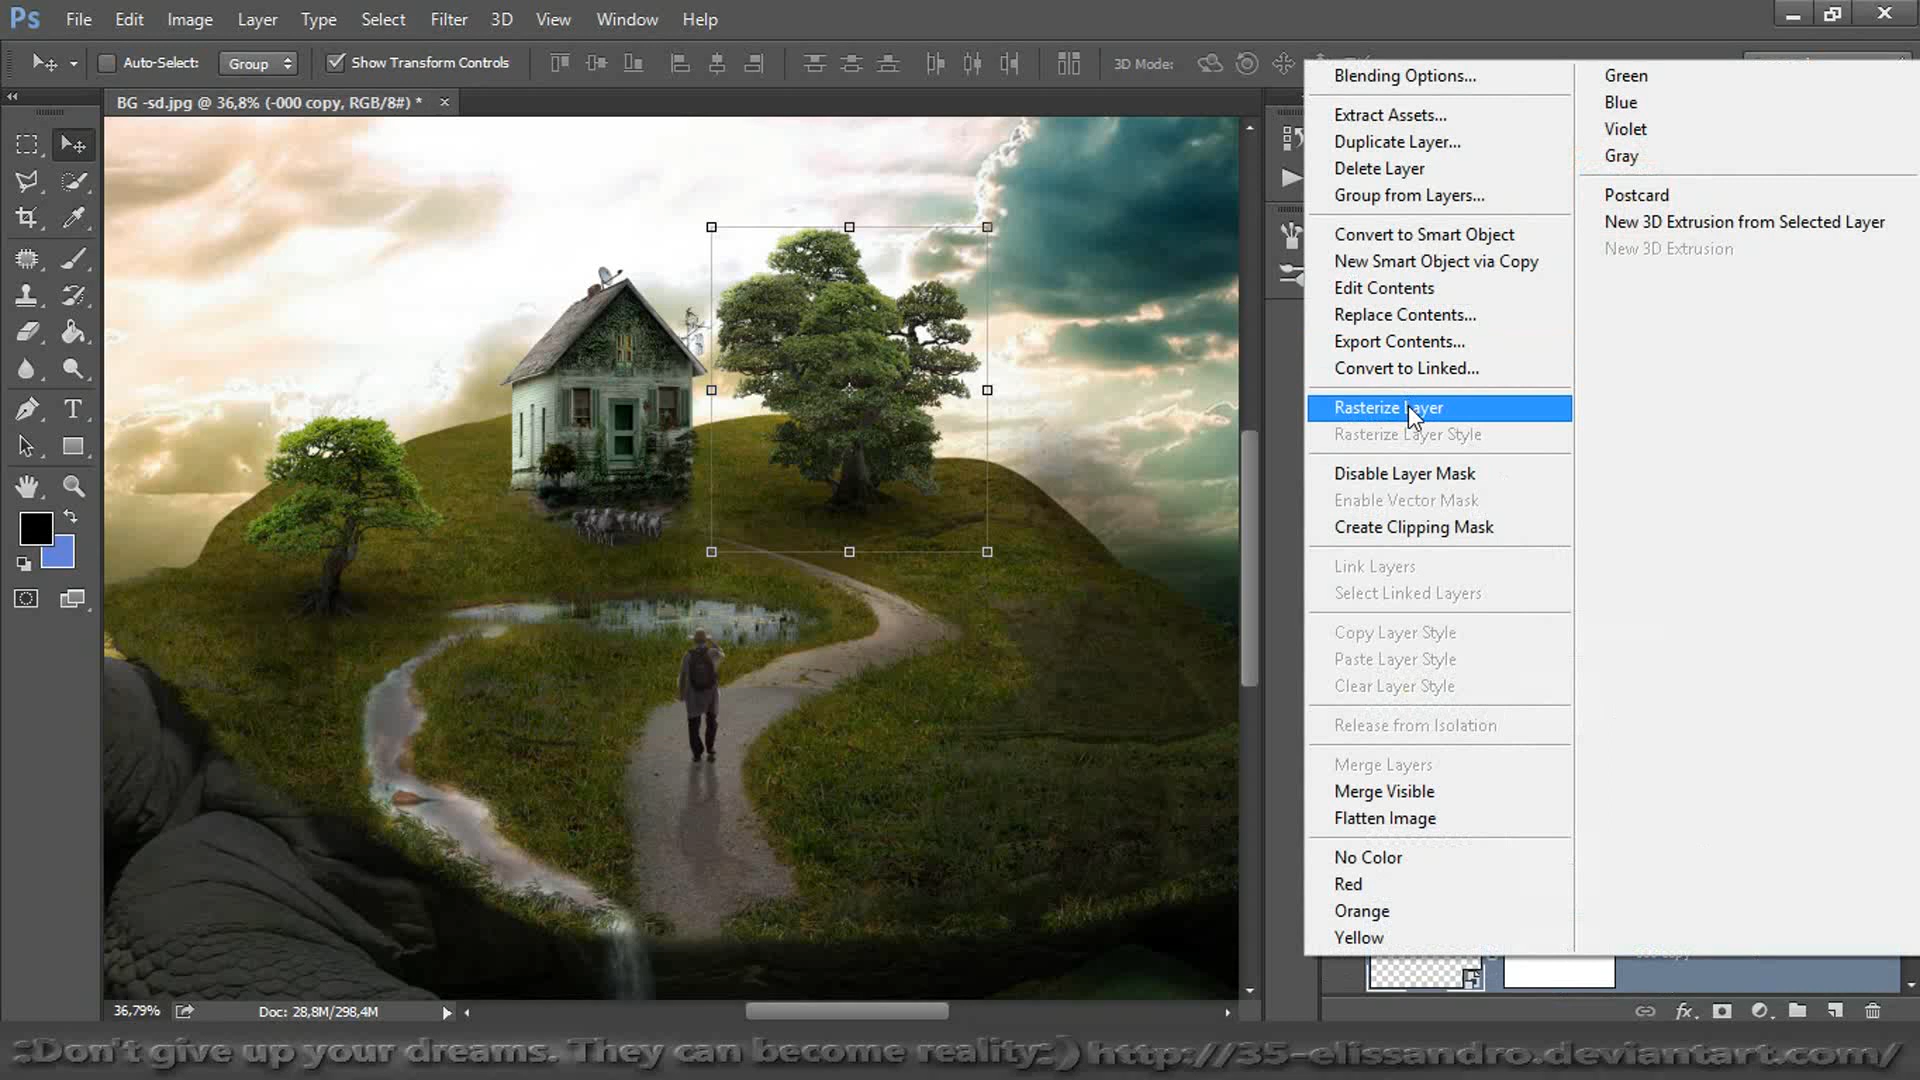 Ps File Edit Image Layer Type Select Filter 3D View Window Help
Auto-Select: Group Show Transform Controls 3D Mode:
BG -sd.jpg @ 36,8% (-000 copy, RGB/8#) *
Blending Options...
Extract Assets...
Duplicate Layer...
Delete Layer
Group from Layers...
Convert to Smart Object
New Smart Object via Copy
Edit Contents
Replace Contents...
Export Contents...
Convert to Linked...
Rasterize Layer
Rasterize Layer Style
Disable Layer Mask
Enable Vector Mask
Create Clipping Mask
Link Layers
Select Linked Layers
Copy Layer Style
Paste Layer Style
Clear Layer Style
Release from Isolation
Merge Layers
Merge Visible
Flatten Image
No Color
Red
Orange
Yellow
Green
Blue
Violet
Gray
Postcard
New 3D Extrusion from Selected Layer
New 3D Extrusion
T
fx
36,79% Doc: 28,8M/298,4M
::Don't give up your dreams. They can become reality:;) http://35-elissandro.deviantart.com/